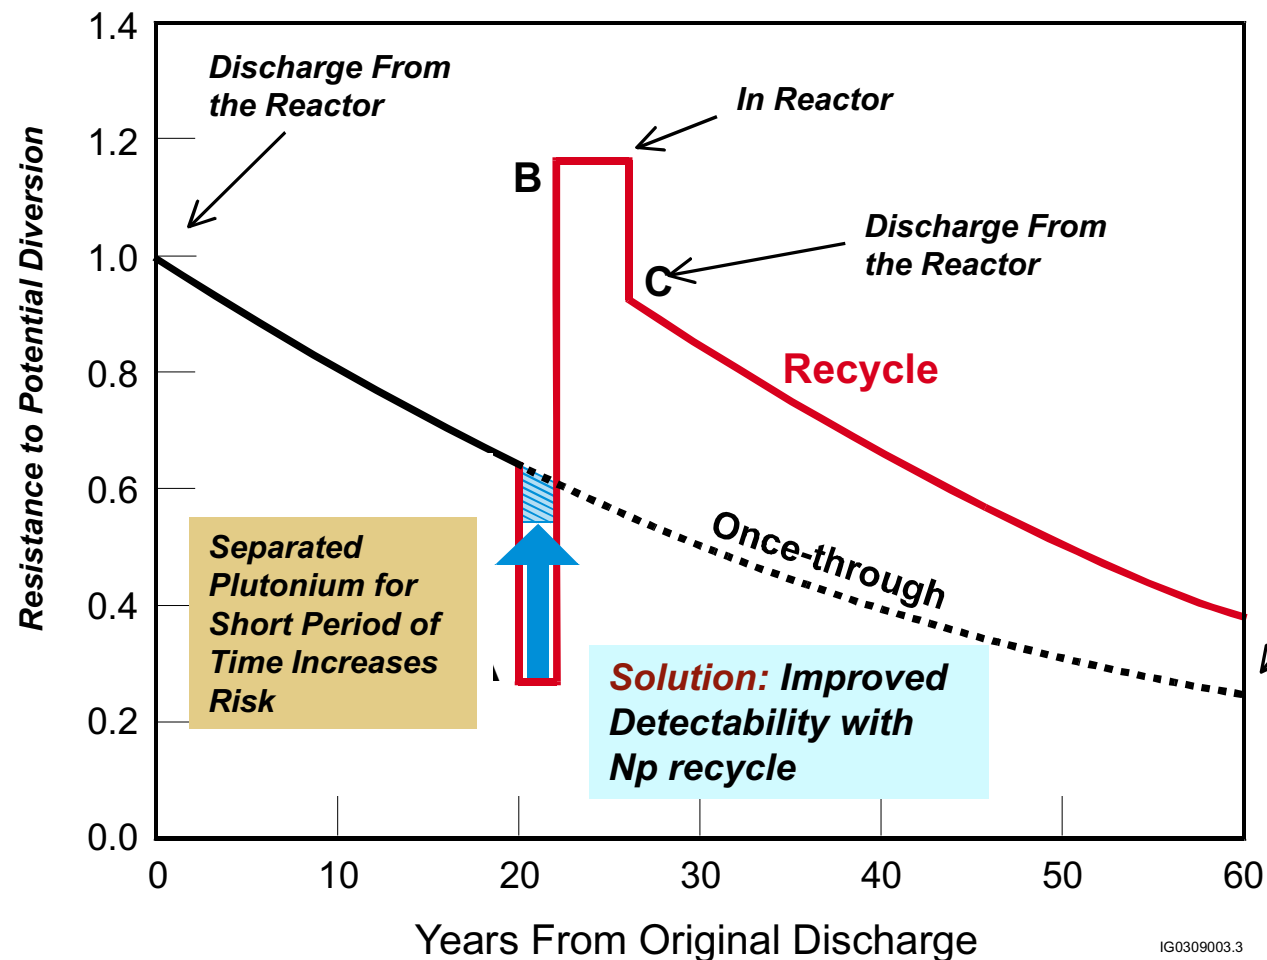 1.4
Discharge From
the Reactor
In Reactor
1.2
B
Discharge From
the Reactor
1.0
C
0.8
Recycle
0.6
Once-through
Separated
Plutonium for
Short Period of
Time Increases
Risk
0.4
Solution: Improved
Detectability with
Np recycle
0.2
0.0
Resistance to Potential Diversion
0
10
20
30
40
50
60
Years From Original Discharge
IG0309003.3